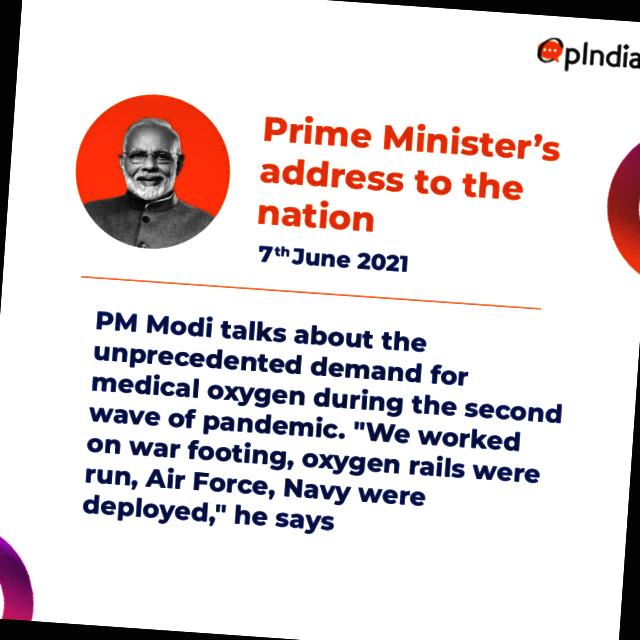 OpIndia
Prime Minister's
address to the
nation
7th June 2021
PM Modi talks about the
unprecedented demand for
medical oxygen during the second
wave of pandemic. "We worked
on war footing, oxygen rails were
run, Air Force, Navy were
deployed," he says